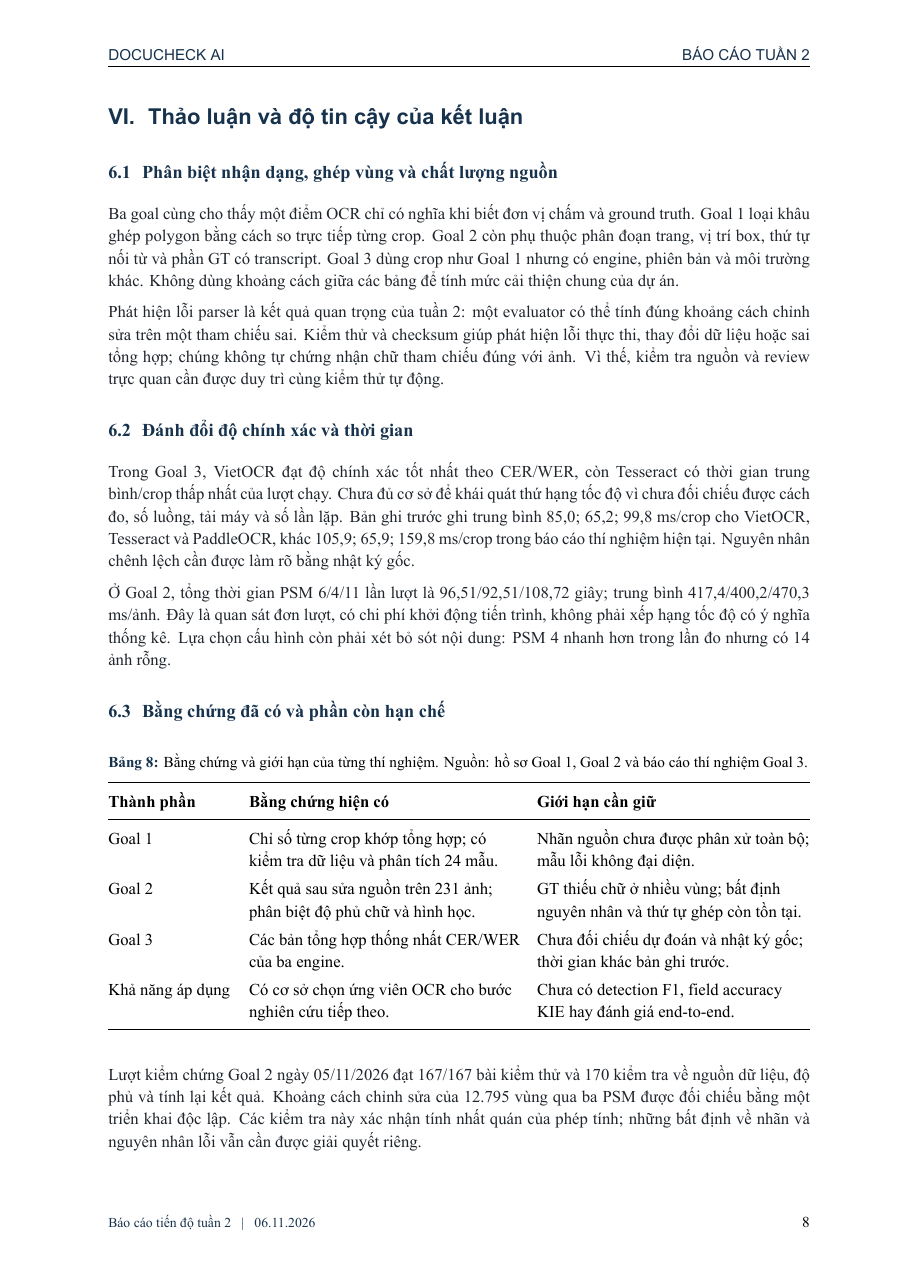 DOCUCHECK AI
BÁO CÁO TUẦN 2
VI. Thảo luận và độ tin cậy của kết luận
6.1 Phân biệt nhận dạng, ghép vùng và chất lượng nguồn
Ba goal cùng cho thấy một điểm OCR chỉ có nghĩa khi biết đơn vị chấm và ground truth. Goal 1 loại khâu
ghép polygon bằng cách so trực tiếp từng crop. Goal 2 còn phụ thuộc phân đoạn trang, vị trí box, thứ tự
nối từ và phần GT có transcript. Goal 3 dùng crop như Goal 1 nhưng có engine, phiên bản và môi trường
khác. Không dùng khoảng cách giữa các bảng để tính mức cải thiện chung của dự án.
Phát hiện lỗi parser là kết quả quan trọng của tuần 2: một evaluator có thể tính đúng khoảng cách chỉnh
sửa trên một tham chiếu sai. Kiểm thử và checksum giúp phát hiện lỗi thực thi, thay đổi dữ liệu hoặc sai
tổng hợp; chúng không tự chứng nhận chữ tham chiếu đúng với ảnh. Vì thế, kiểm tra nguồn và review
trực quan cần được duy trì cùng kiểm thử tự động.
6.2 Đánh đổi độ chính xác và thời gian
Trong Goal 3, VietOCR đạt độ chính xác tốt nhất theo CER/WER, còn Tesseract có thời gian trung
bình/crop thấp nhất của lượt chạy. Chưa đủ cơ sở để khái quát thứ hạng tốc độ vì chưa đối chiếu được cách
đo, số luồng, tải máy và số lần lặp. Bản ghi trước ghi trung bình 85,0; 65,2; 99,8 ms/crop cho VietOCR,
Tesseract và PaddleOCR, khác 105,9; 65,9; 159,8 ms/crop trong báo cáo thí nghiệm hiện tại. Nguyên nhân
chênh lệch cần được làm rõ bằng nhật ký gốc.
Ở Goal 2, tổng thời gian PSM 6/4/11 lần lượt là 96,51/92,51/108,72 giây; trung bình 417,4/400,2/470,3
ms/ảnh. Đây là quan sát đơn lượt, có chi phí khởi động tiến trình, không phải xếp hạng tốc độ có ý nghĩa
thống kê. Lựa chọn cấu hình còn phải xét bỏ sót nội dung: PSM 4 nhanh hơn trong lần đo nhưng có 14
ảnh rỗng.
6.3 Bằng chứng đã có và phần còn hạn chế
Bảng 8: Bằng chứng và giới hạn của từng thí nghiệm. Nguồn: hồ sơ Goal 1, Goal 2 và báo cáo thí nghiệm Goal 3.
Thành phần Bằng chứng hiện có Giới hạn cần giữ
Goal 1 Chỉ số từng crop khớp tổng hợp; có Nhãn nguồn chưa được phân xử toàn bộ;
kiểm tra dữ liệu và phân tích 24 mẫu. mẫu lỗi không đại diện.
Goal 2 Kết quả sau sửa nguồn trên 231 ảnh; GT thiếu chữ ở nhiều vùng; bất định
phân biệt độ phủ chữ và hình học. nguyên nhân và thứ tự ghép còn tồn tại.
Goal 3 Các bản tổng hợp thống nhất CER/WER Chưa đối chiếu dự đoán và nhật ký gốc;
của ba engine. thời gian khác bản ghi trước.
Khả năng áp dụng Có cơ sở chọn ứng viên OCR cho bước Chưa có detection F1, field accuracy
nghiên cứu tiếp theo. KIE hay đánh giá end-to-end.
Lượt kiểm chứng Goal 2 ngày 05/11/2026 đạt 167/167 bài kiểm thử và 170 kiểm tra về nguồn dữ liệu, độ
phủ và tính lại kết quả. Khoảng cách chỉnh sửa của 12.795 vùng qua ba PSM được đối chiếu bằng một
triển khai độc lập. Các kiểm tra này xác nhận tính nhất quán của phép tính; những bất định về nhãn và
nguyên nhân lỗi vẫn cần được giải quyết riêng.
Báo cáo tiến độ tuần 2 | 06.11.2026
8